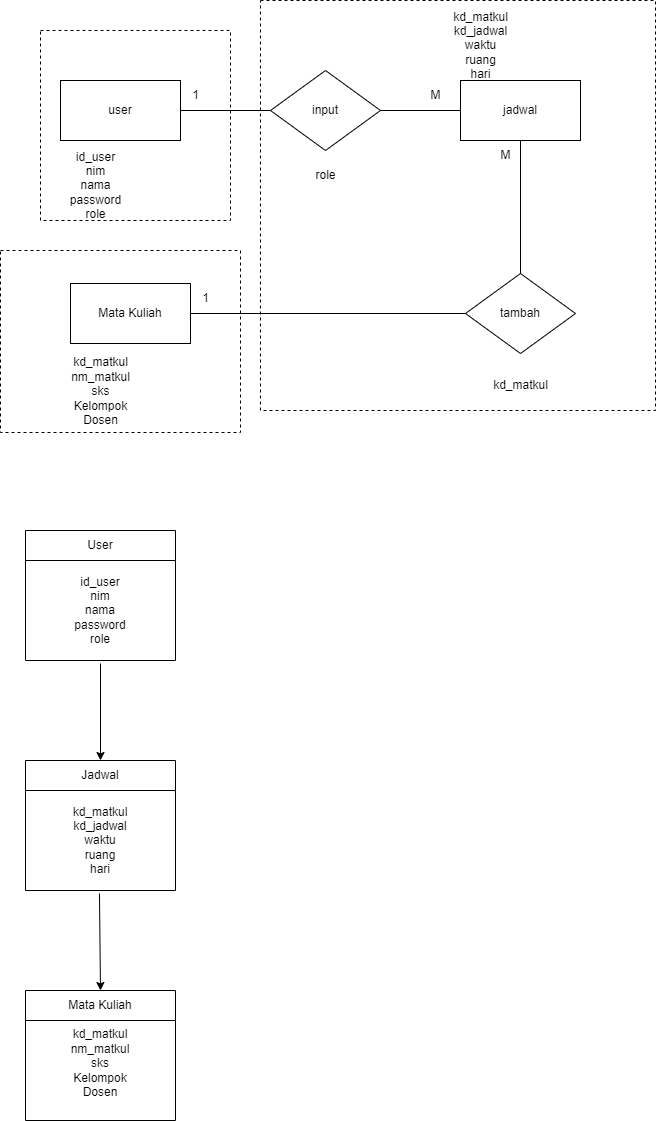 kd_matkul
kd_jadwal
waktu
ruang
hari
user
1
input
M
jadwal
M
id_user
nim
nama
password
role
role
Mata Kuliah
1
tambah
kd_matkul
nm_matkul
sks
Kelompok
Dosen
kd_matkul
User
id_user
nim
nama
password
role
Jadwal
kd_matkul
kd_jadwal
waktu
ruang
hari
Mata Kuliah
kd_matkul
nm_matkul
sks
Kelompok
Dosen